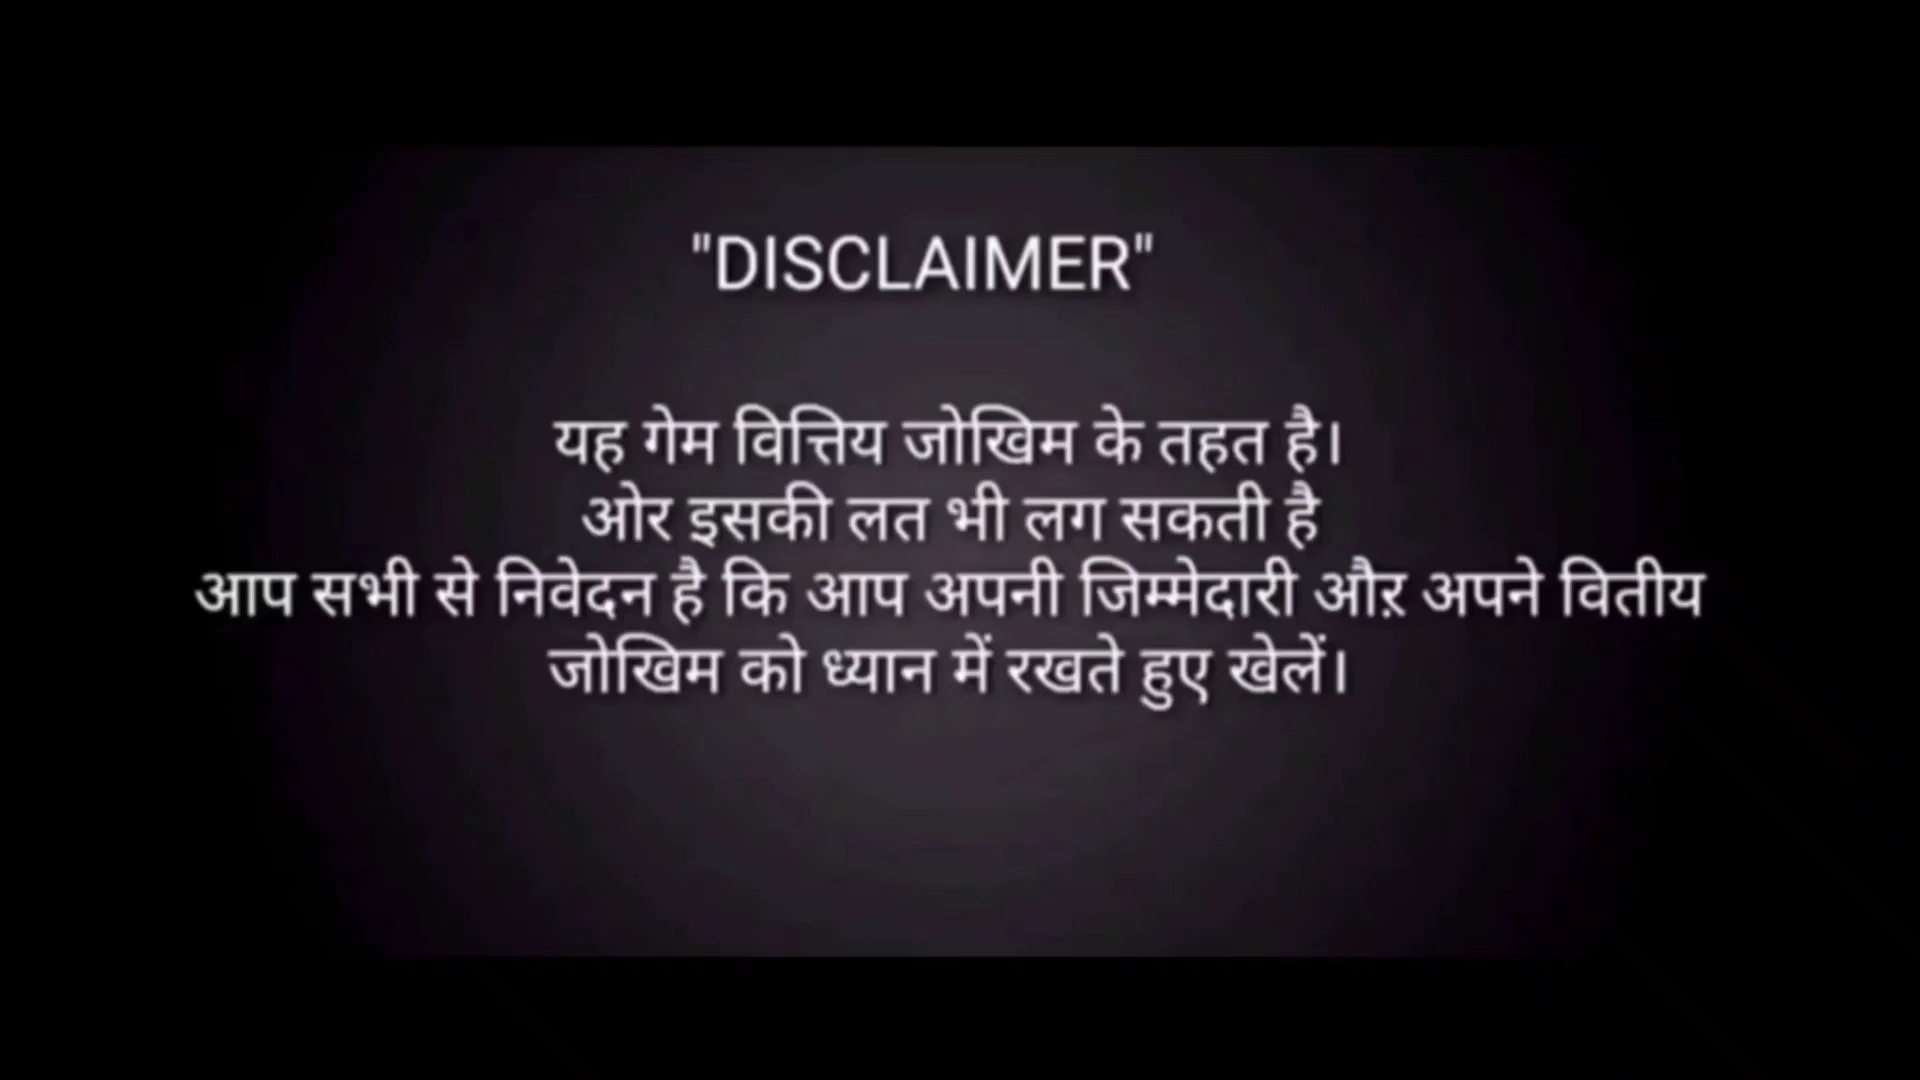 "DISCLAIMER"
यह गेम वित्तिय जोखिम के तहत है।
ओर इसकी लत भी लग सकती है
आप सभी से निवेदन है कि आप अपनी जिम्मेदारी औऱ अपने वितीय
जोखिम को ध्यान में रखते हुए खेलें।